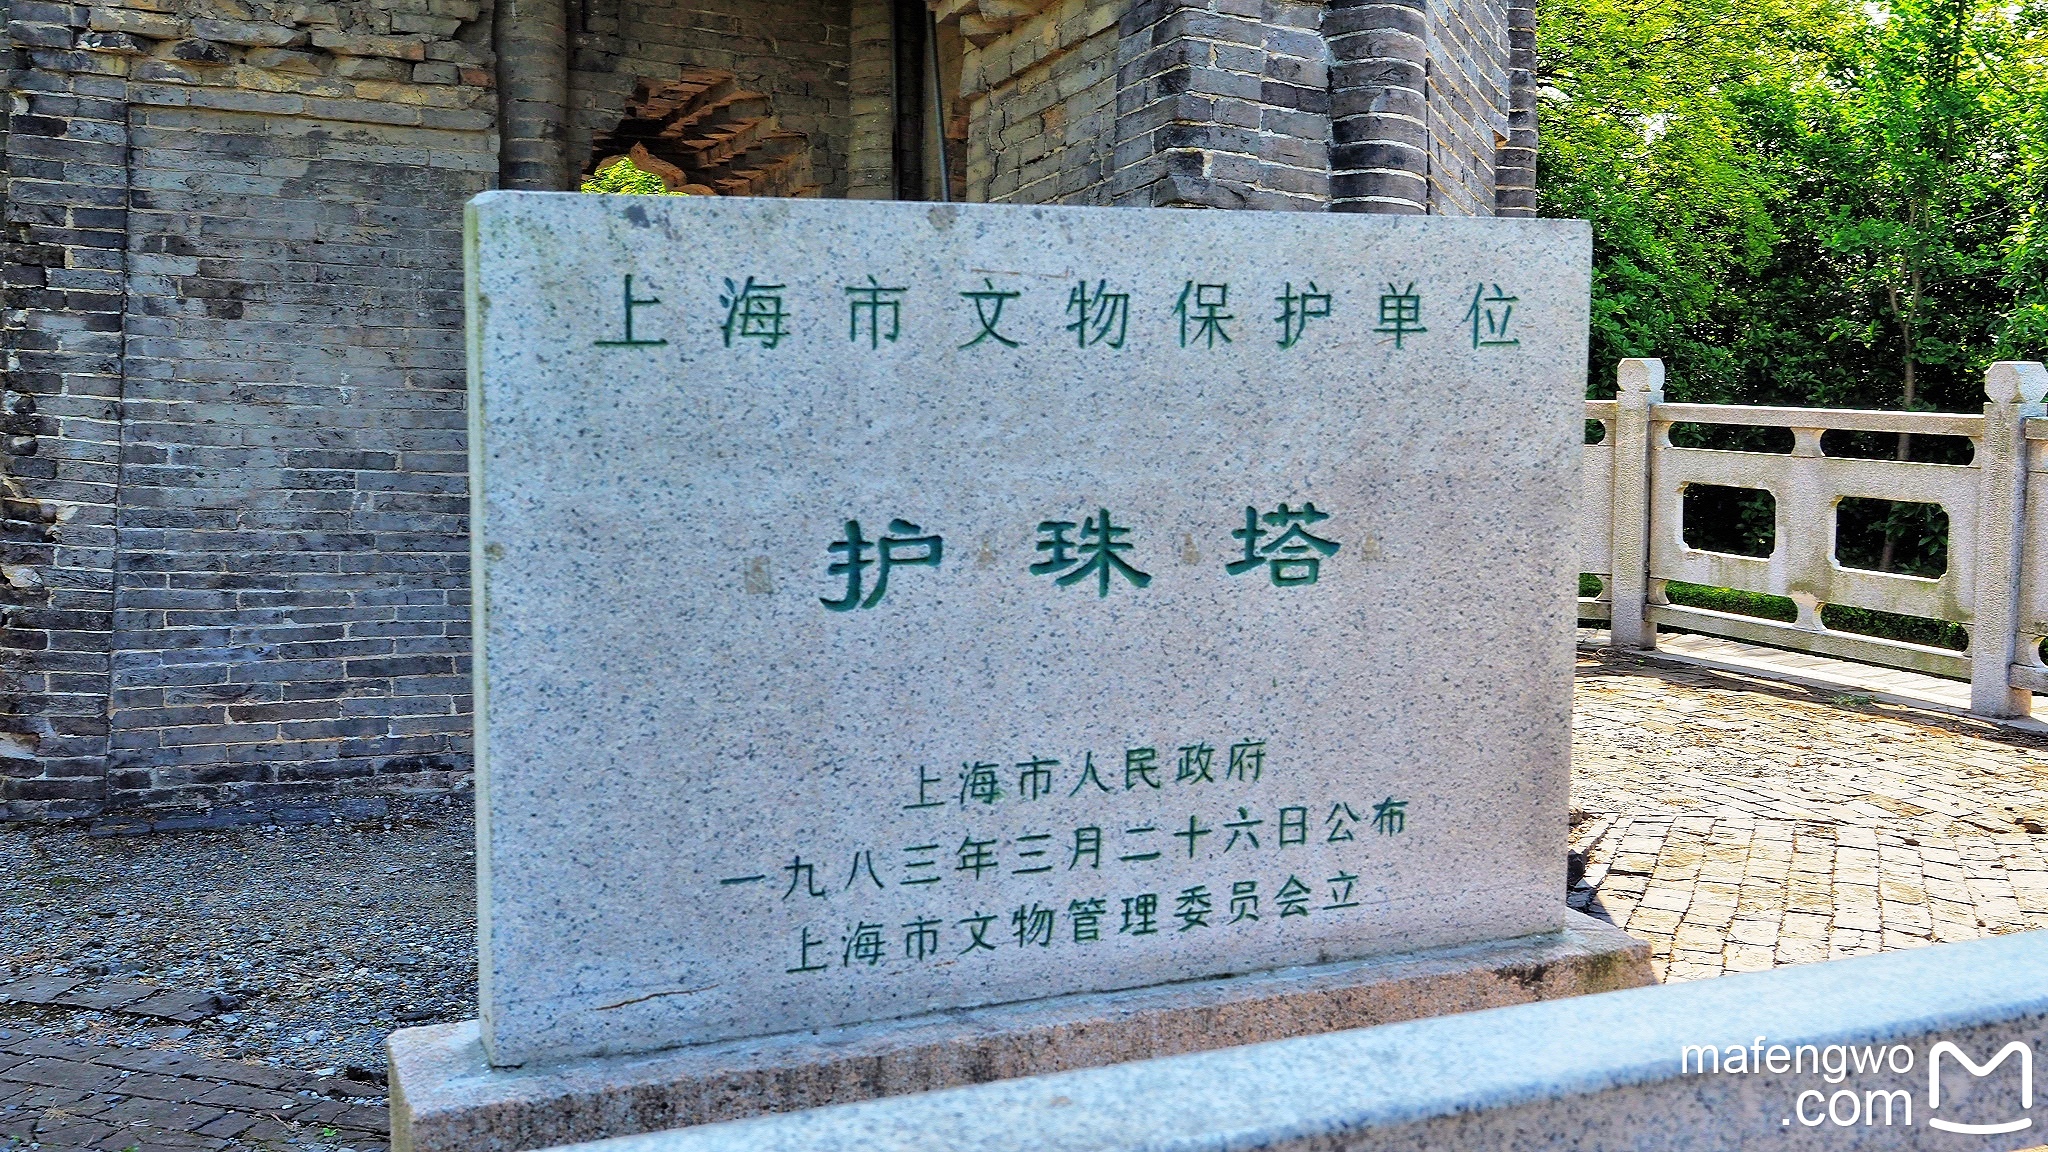 上海市文物保护单位
护珠塔
上海市人民政府
一九八三年三月二十六日公布
上海市文物管理委员会立
mafengwo
.com